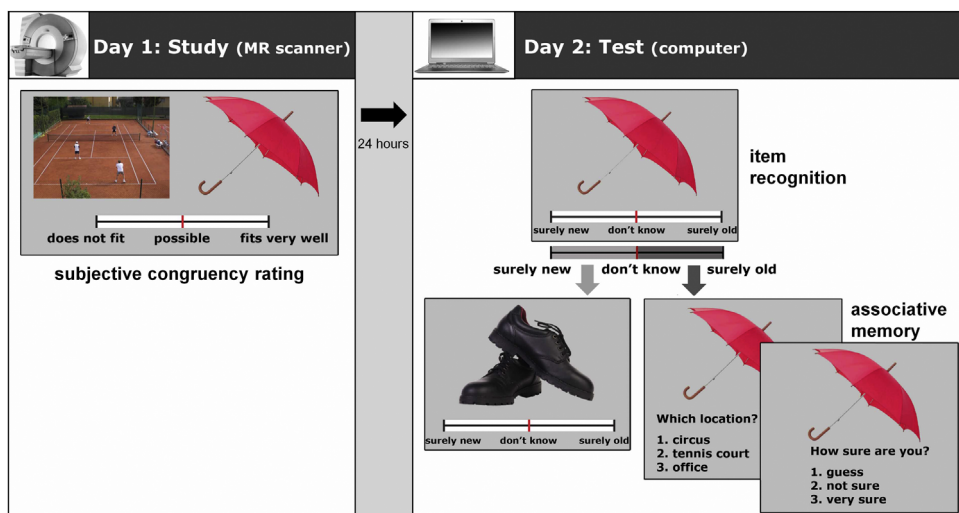 Day 1: Study (MR scanner)
Day 2: Test (computer)
24 hours
does not fit possible fits very well
subjective congruency rating
surely new don't know surely old
item
recognition
surely new don't know surely old
surely new don't know surely old
associative
memory
Which location?
1. circus
2. tennis court
3. office
How sure are you?
1. guess
2. not sure
3. very sure